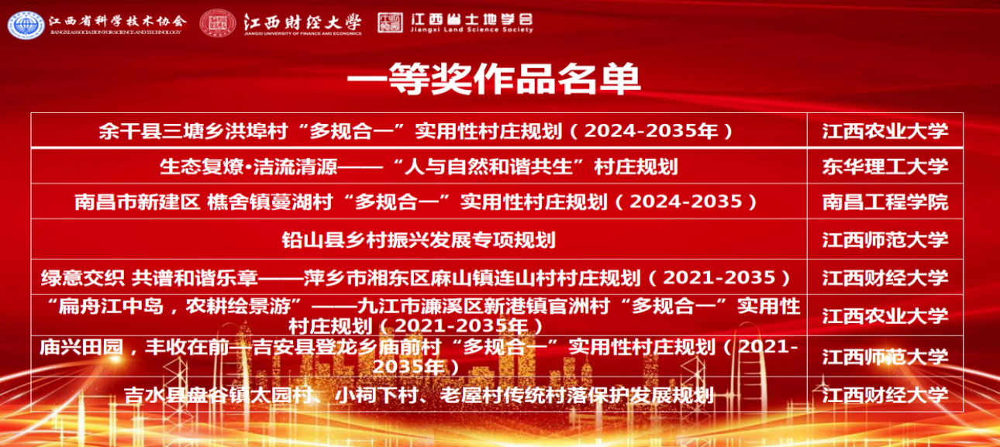 江西省科学技术协会
JIANGXI ASSOCIATION FOR SCIENCE AND TECHNOLOGY
江西财经大学
JIANGXI UNIVERSITY OF FINANCE AND ECONOMICS
江西省土地学会
Jiangxi Land Science Society
一等奖作品名单
余干县三塘乡洪埠村“多规合一”实用性村庄规划（2024-2035年） 江西农业大学
生态复燎·洁流清源——“人与自然和谐共生”村庄规划 东华理工大学
南昌市新建区 樵舍镇蔓湖村“多规合一”实用性村庄规划（2024-2035） 南昌工程学院
铅山县乡村振兴发展专项规划 江西师范大学
绿意交织 共谱和谐乐章——萍乡市湘东区麻山镇连山村村庄规划（2021-2035） 江西财经大学
“扁舟江中岛，农耕绘景游”——九江市濂溪区新港镇官洲村“多规合一”实用性
村庄规划（2021-2035年） 江西农业大学
庙兴田园，丰收在前—吉安县登龙乡庙前村“多规合一”实用性村庄规划（2021-
2035年） 江西师范大学
吉水县盘谷镇太园村、小祠下村、老屋村传统村落保护发展规划 江西财经大学